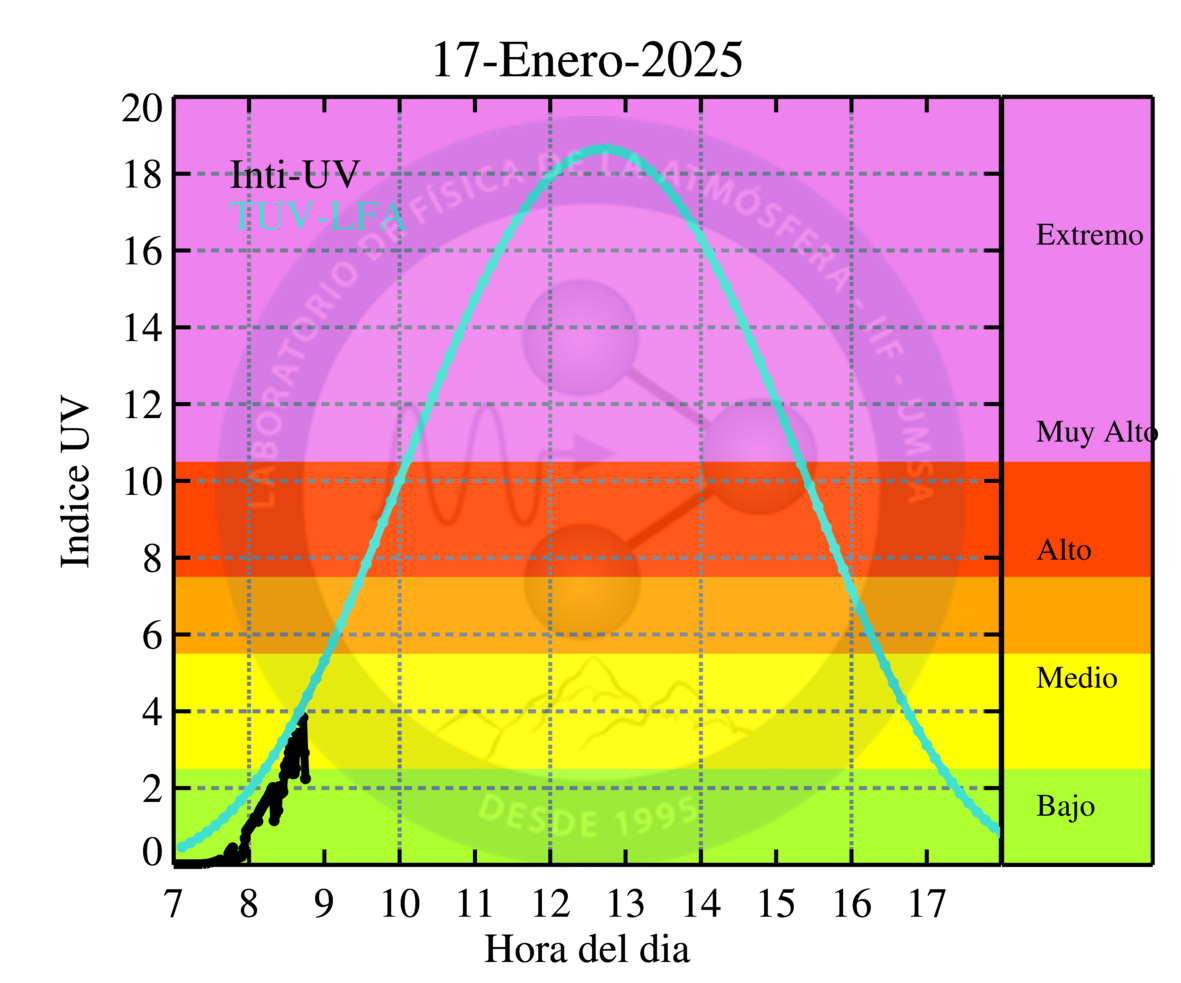 17-Enero-2025
Inti-UV
TUV-LFA
Indice UV
20
18
16
14
12
10
8
6
4
2
0
7 8 9 10 11 12 13 14 15 16 17
Hora del dia
Extremo
Muy Alto
Alto
Medio
Bajo
LABORATORIO DE FÍSICA DE LA ATMÓSFERA - IIF - UMSA
DESDE 1995